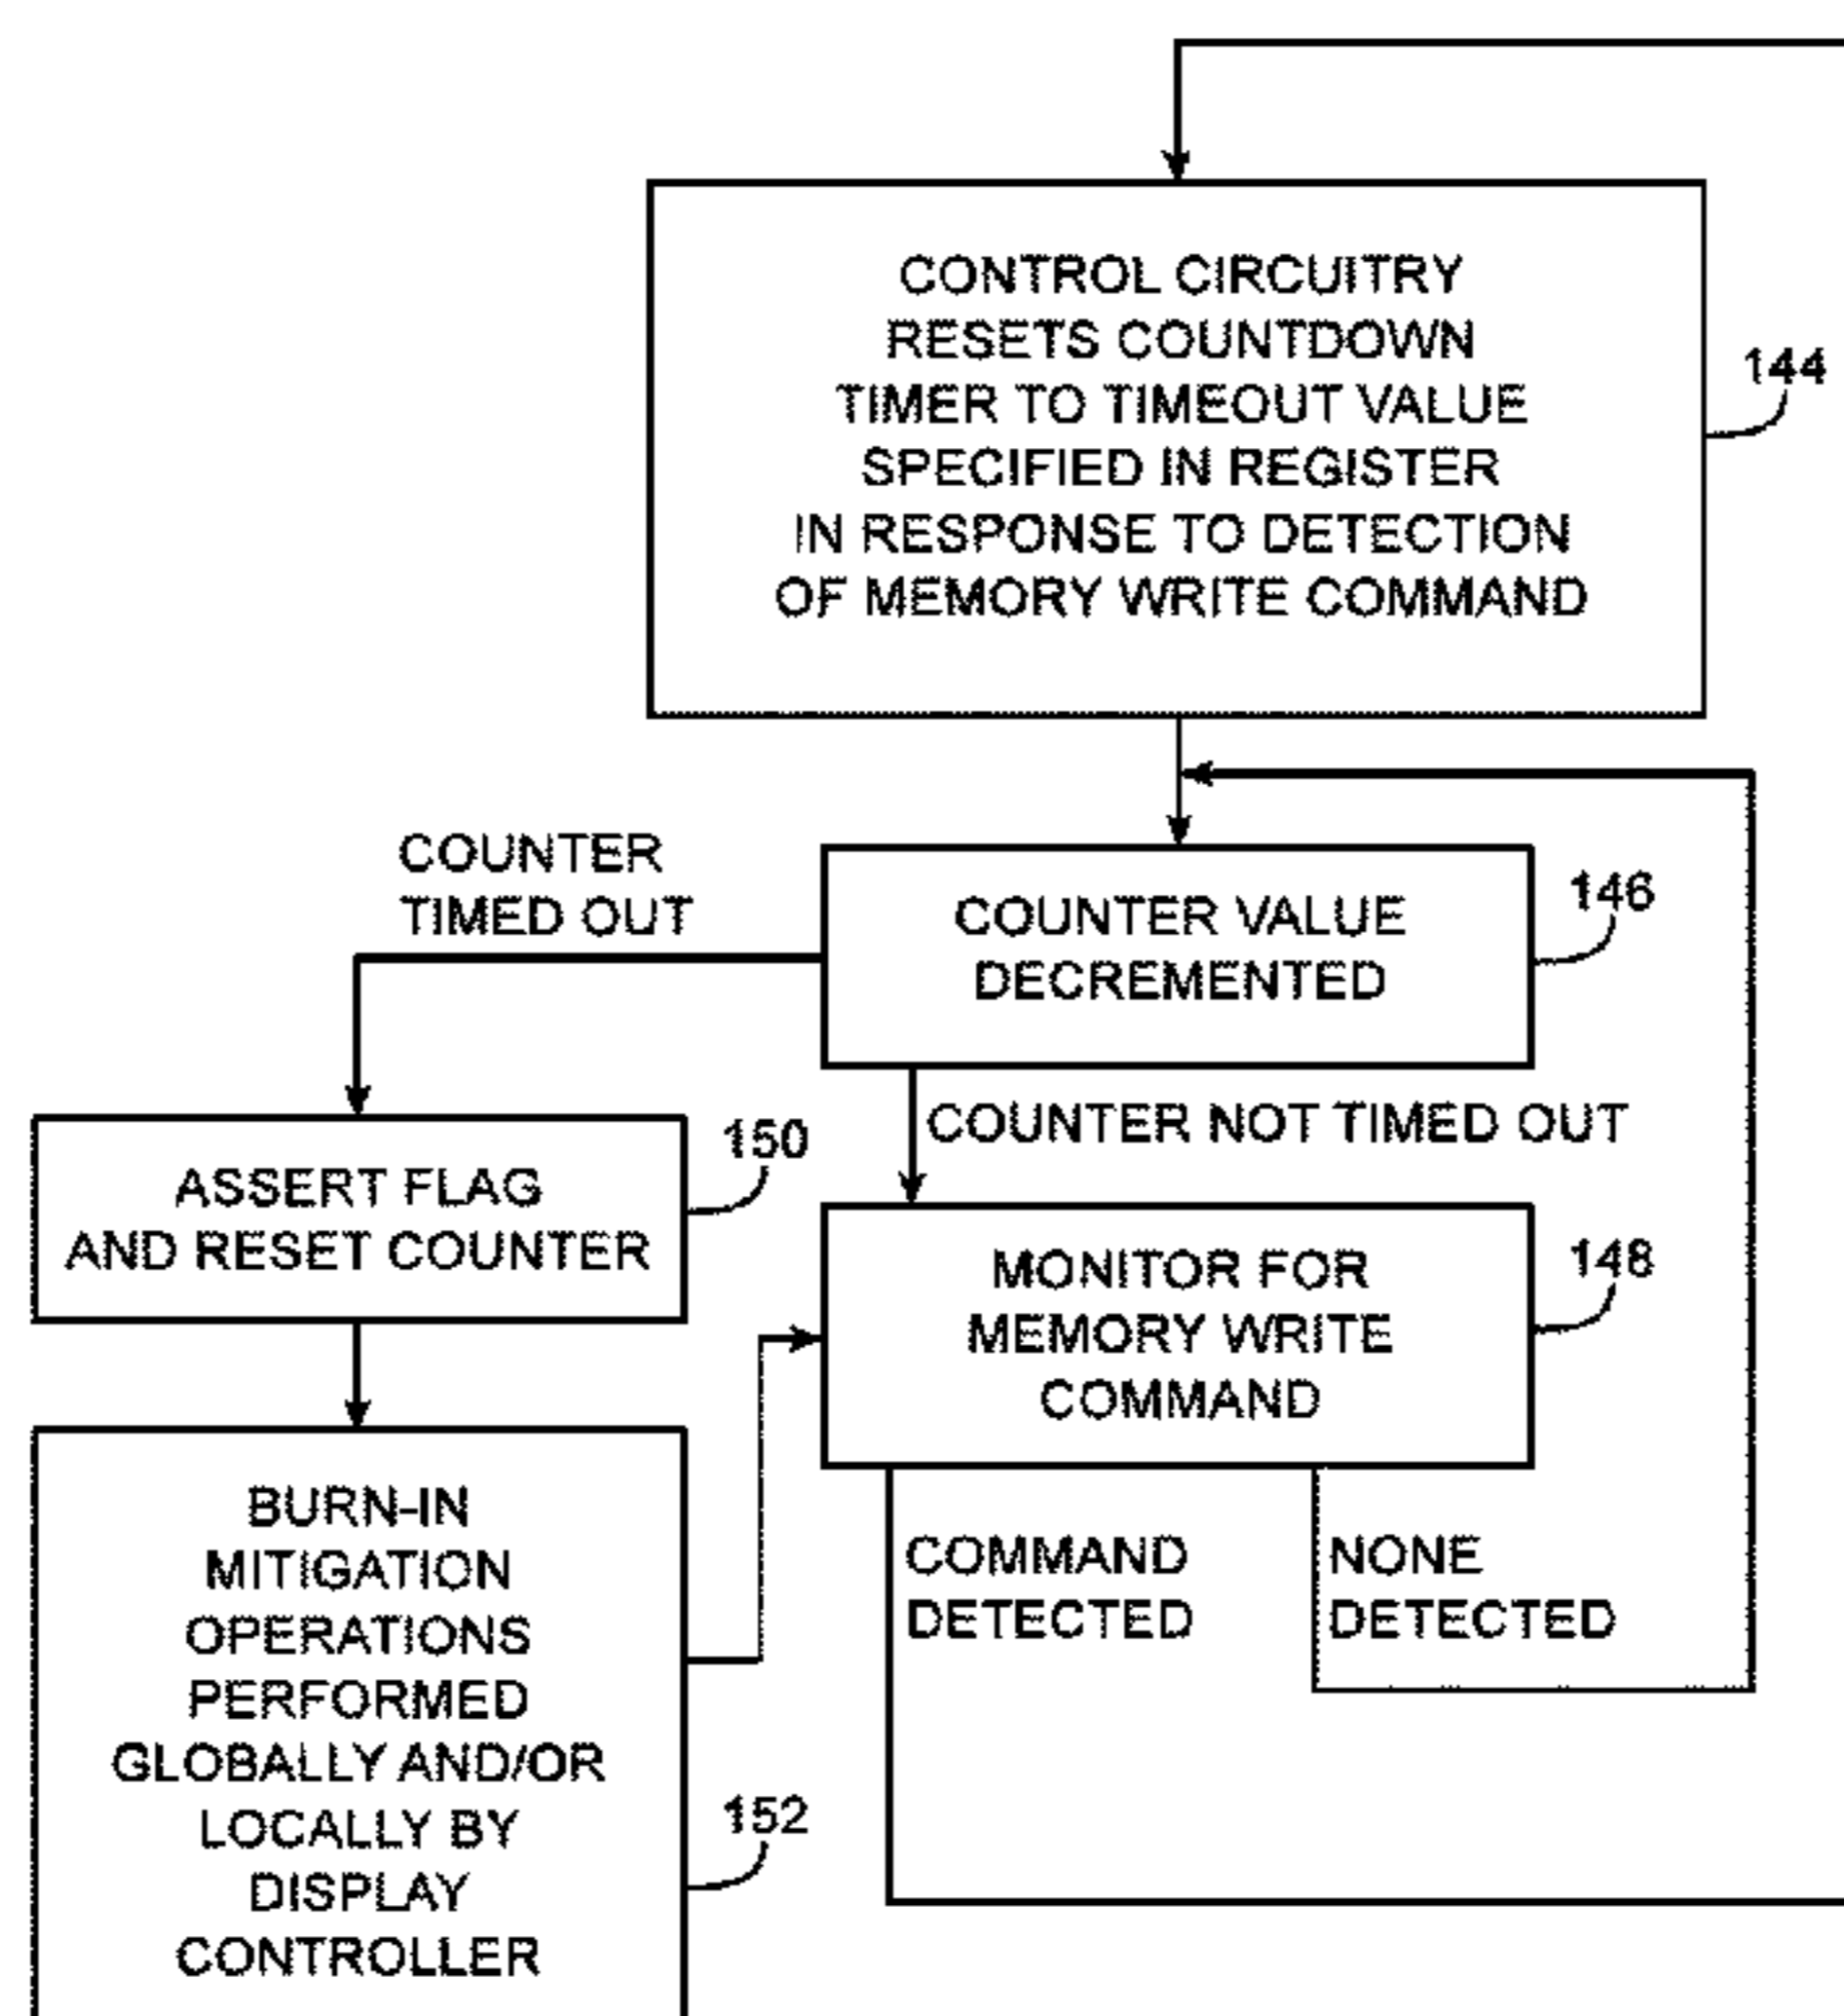 CONTROL CIRCUITRY
RESETS COUNTDOWN
TIMER TO TIMEOUT VALUE
SPECIFIED IN REGISTER
IN RESPONSE TO DETECTION
OF MEMORY WRITE COMMAND
144
COUNTER
TIMED OUT
COUNTER VALUE
DECREMENTED
146
COUNTER NOT TIMED OUT
ASSERT FLAG
AND RESET COUNTER
150
MONITOR FOR
MEMORY WRITE
COMMAND
148
COMMAND
DETECTED
NONE
DETECTED
BURN-IN
MITIGATION
OPERATIONS
PERFORMED
GLOBALLY AND/OR
LOCALLY BY
DISPLAY
CONTROLLER
152